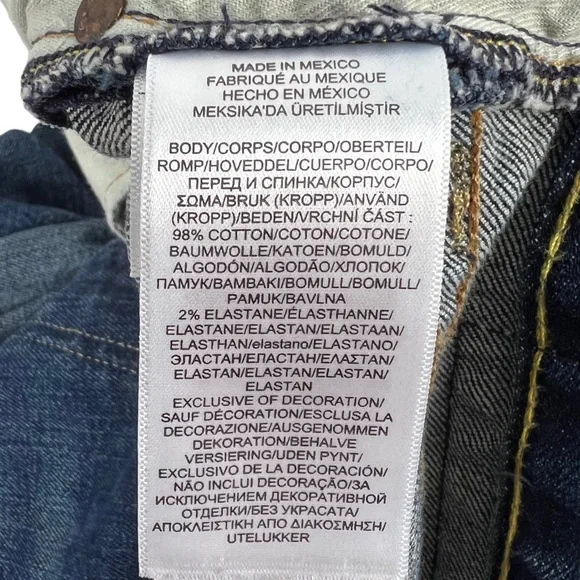 MADE IN MEXICO
FABRIQUÉ AU MEXIQUE
HECHO EN MÉXICO
MEKSIKA'DA ÜRETİLMİŞTİR
BODY/CORPS/CORPO/OBERTEIL/
ROMP/HOVEDDEL/CUERPO/CORPO/
ПЕРЕД И СПИНКА/КОРПУС/
ΣΩΜΑ/BRUK (KROPP)/ANVÄND
(KROPP)/BEDEN/VRCHNÍ ČÁST :
98% COTTON/COTON/COTONE/
BAUMWOLLE/KATOEN/BOMULD/
ALGODÓN/ALGODÃO/ХЛОПОК/
ПАМУК/ΒΑΜΒΑΚΙ/BOMULL/BOMULL/
PAMUK/BAVLNA
2% ELASTANE/ÉLASTHANNE/
ELASTANE/ELASTAN/ELASTAAN/
ELASTHAN/elastano/ELASTANO/
ЭЛАСТАН/ЕЛАСТАН/ELASTAN/
ELASTAN/ELASTAN/ELASTAN/
ELASTAN
EXCLUSIVE OF DECORATION/
SAUF DÉCORATION/ESCLUSA LA
DECORAZIONE/AUSGENOMMEN
DEKORATION/BEHALVE
VERSIERING/UDEN PYNT/
EXCLUSIVO DE LA DECORACIÓN/
NÃO INCLUI DECORAÇÃO/ЗА
ИСКЛЮЧЕНИЕМ ДЕКОРАТИВНОЙ
ОТДЕЛКИ/БЕЗ УКРАСАТА/
ΑΠΟΚΛΕΙΣΤΙΚΗ ΑΠΟ ΔΙΑΚΟΣΜΗΣΗ/
UTELUKKER